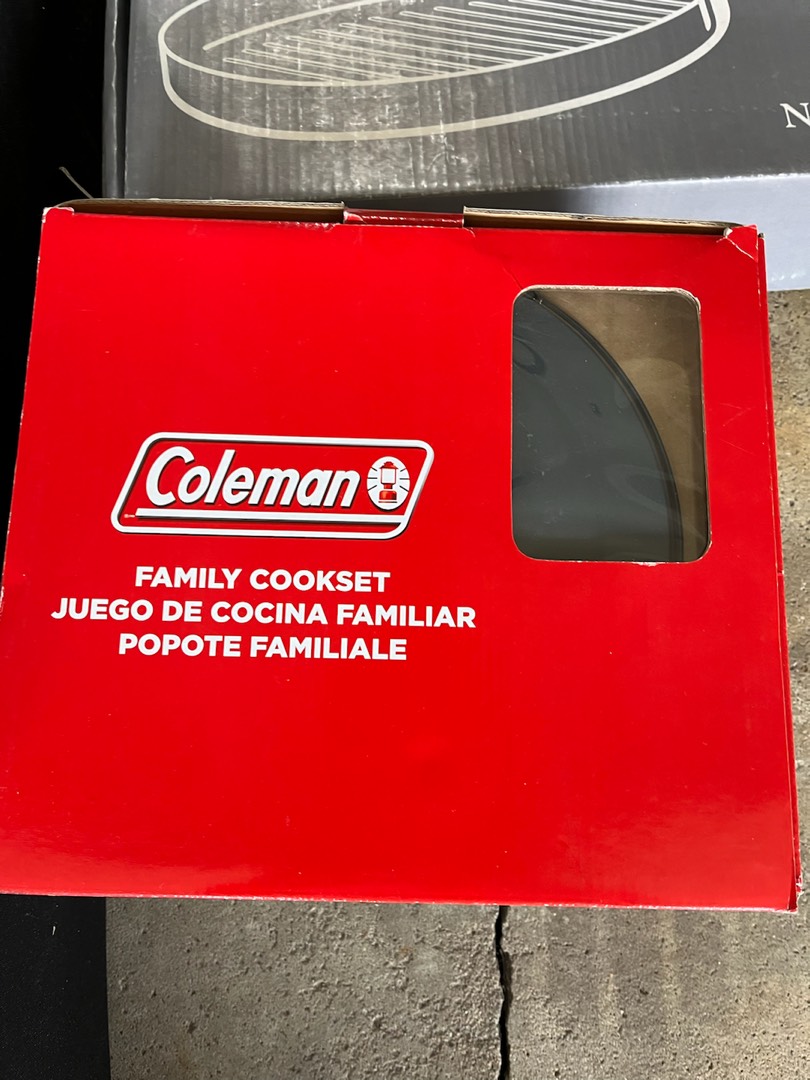 N
Coleman
FAMILY COOKSET
JUEGO DE COCINA FAMILIAR
POPOTE FAMILIALE